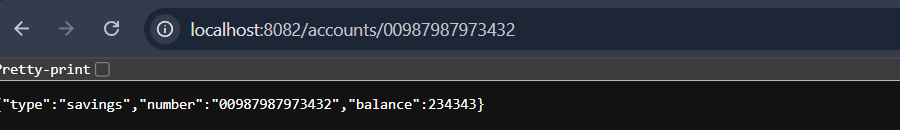 localhost:8082/accounts/00987987973432
Pretty-print
{"type":"savings","number":"00987987973432","balance":234343}